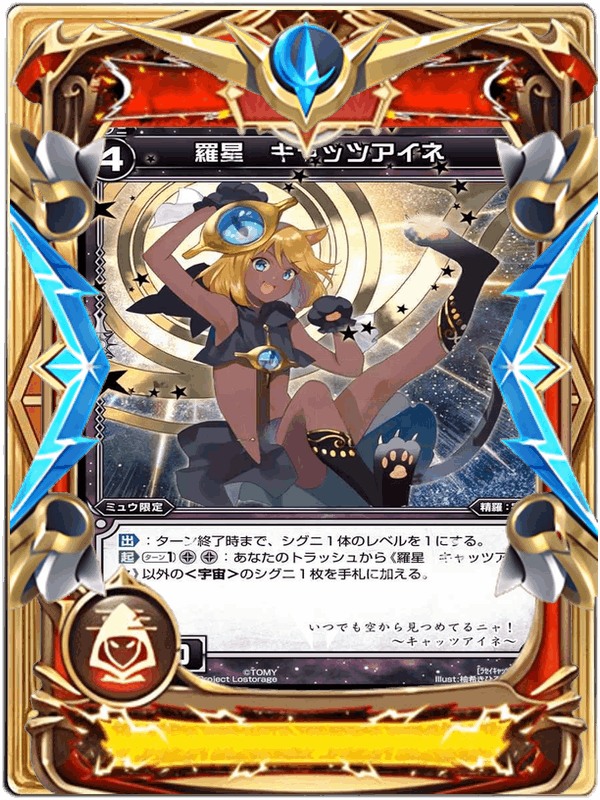 4
羅星　キャッツアイネ
ミュウ限定
精羅:
出:ターン終了時まで、シグニ1体のレベルを1にする。
起 ターン1:あなたのトラッシュから《羅星　キャッツア
以外の<宇宙>のシグニ1枚を手札に加える。
いつでも空から見つめてるニャ!
～キャッツアイネ～
©TOMY
Project Lostorage
Illust:柚希きひろ